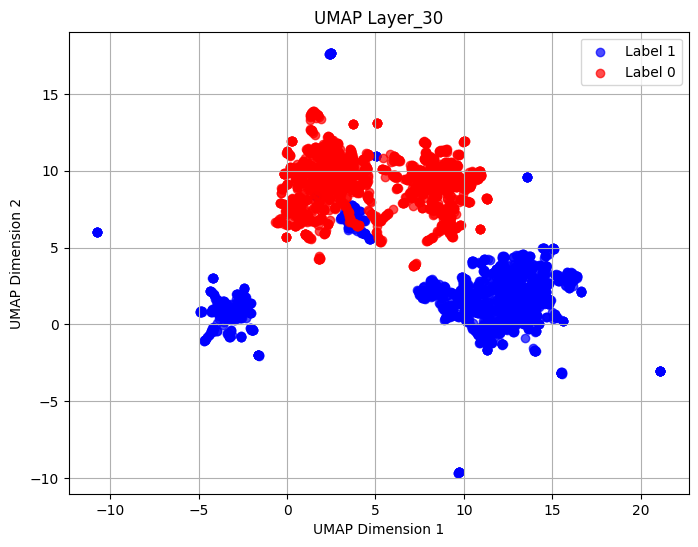 UMAP Layer_30
Label 1
Label 0
15
10
5
0
−5
−10
UMAP Dimension 2
−10
−5
0
5
10
15
20
UMAP Dimension 1